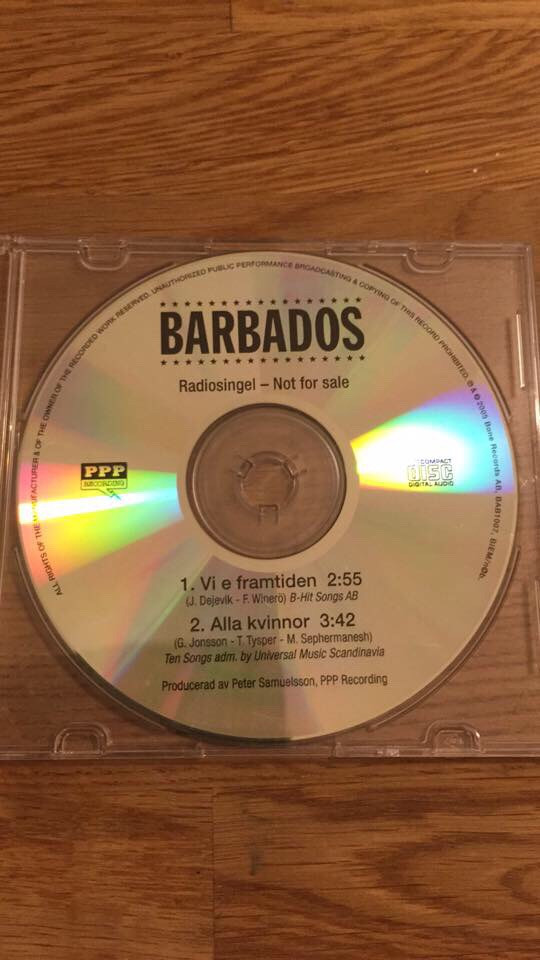 ALL RIGHTS OF THE MANUFACTURER & OF THE OWNER OF THE RECORDED WORK RESERVED. UNAUTHORIZED PUBLIC PERFORMANCE BROADCASTING & COPYING OF THIS RECORD PROHIBITED. ℗ & © 2005 Bone Records AB, BAB1007, BIEM/n©b.
BARBADOS
Radiosingel – Not for sale
PPP
RECORDING
COMPACT
disc
DIGITAL AUDIO
1. Vi e framtiden 2:55
(J. Dejevik - F. Winerö) B-Hit Songs AB
2. Alla kvinnor 3:42
(G. Jonsson - T. Tysper - M. Sephermanesh)
Ten Songs adm. by Universal Music Scandinavia
Producerad av Peter Samuelsson, PPP Recording